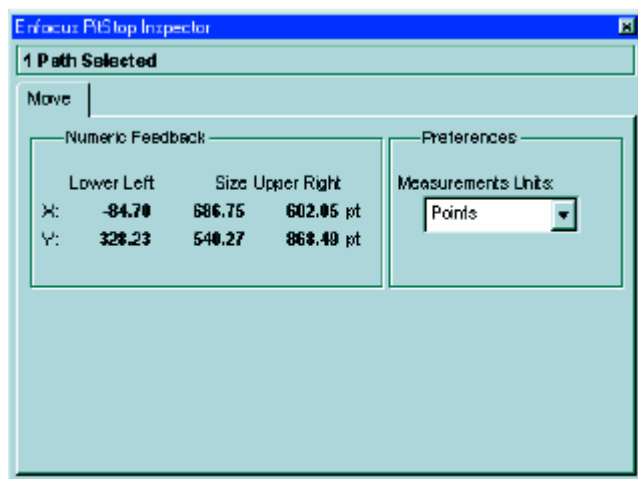 Enfocus PitStop Inspector
1 Path Selected
Move
Numeric Feedback
Lower Left Size Upper Right
X: -84.70 686.75 602.05 pt
Y: 328.23 540.27 868.49 pt
Preferences
Measurements Units:
Points